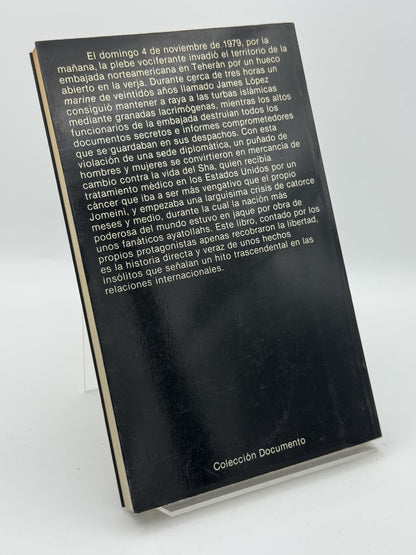 El domingo 4 de noviembre de 1979, por la
mañana, la plebe vociferante invadió el territorio de la
embajada norteamericana en Teherán por un hueco
abierto en la verja. Durante cerca de tres horas un
marine de veintidós años llamado James López
consiguió mantener a raya a las turbas islámicas
mediante granadas lacrimógenas, mientras los altos
funcionarios de la embajada destruían todos los
documentos secretos e informes comprometedores
que se guardaban en sus despachos. Con esta
violación de una sede diplomática, un puñado de
hombres y mujeres se convirtieron en mercancía de
cambio contra la vida del Sha, quien recibía
tratamiento médico en los Estados Unidos por un
cáncer que iba a ser más vengativo que el propio
Jomeini, y empezaba una larguísima crisis de catorce
meses y medio, durante la cual la nación más
poderosa del mundo estuvo en jaque por obra de
unos fanáticos ayatollahs. Este libro, contado por los
propios protagonistas apenas recobraron la libertad,
es la historia directa y veraz de unos hechos
insólitos que señalan un hito trascendental en las
relaciones internacionales.
Colección Documento